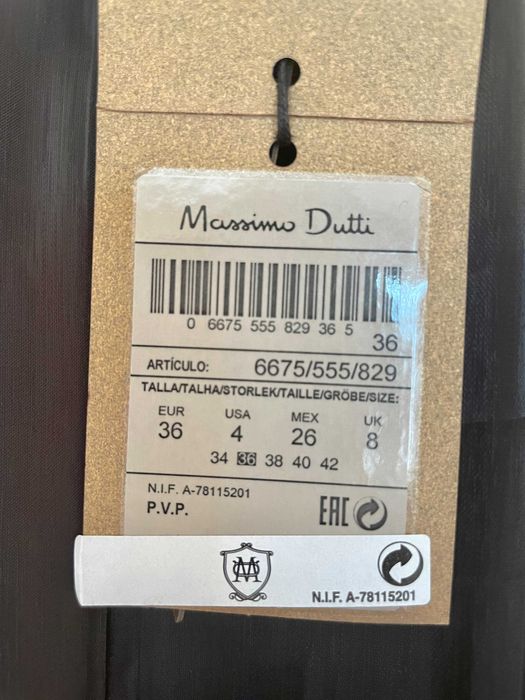 Massimo Dutti
0 6675 555 829 36 5
36
ARTÍCULO: 6675/555/829
TALLA/TALHA/STORLEK/TAILLE/GRÖBE/SIZE:
EUR USA MEX UK
36 4 26 8
34 36 38 40 42
N.I.F. A-78115201
P.V.P. EAC
M
N.I.F. A-78115201